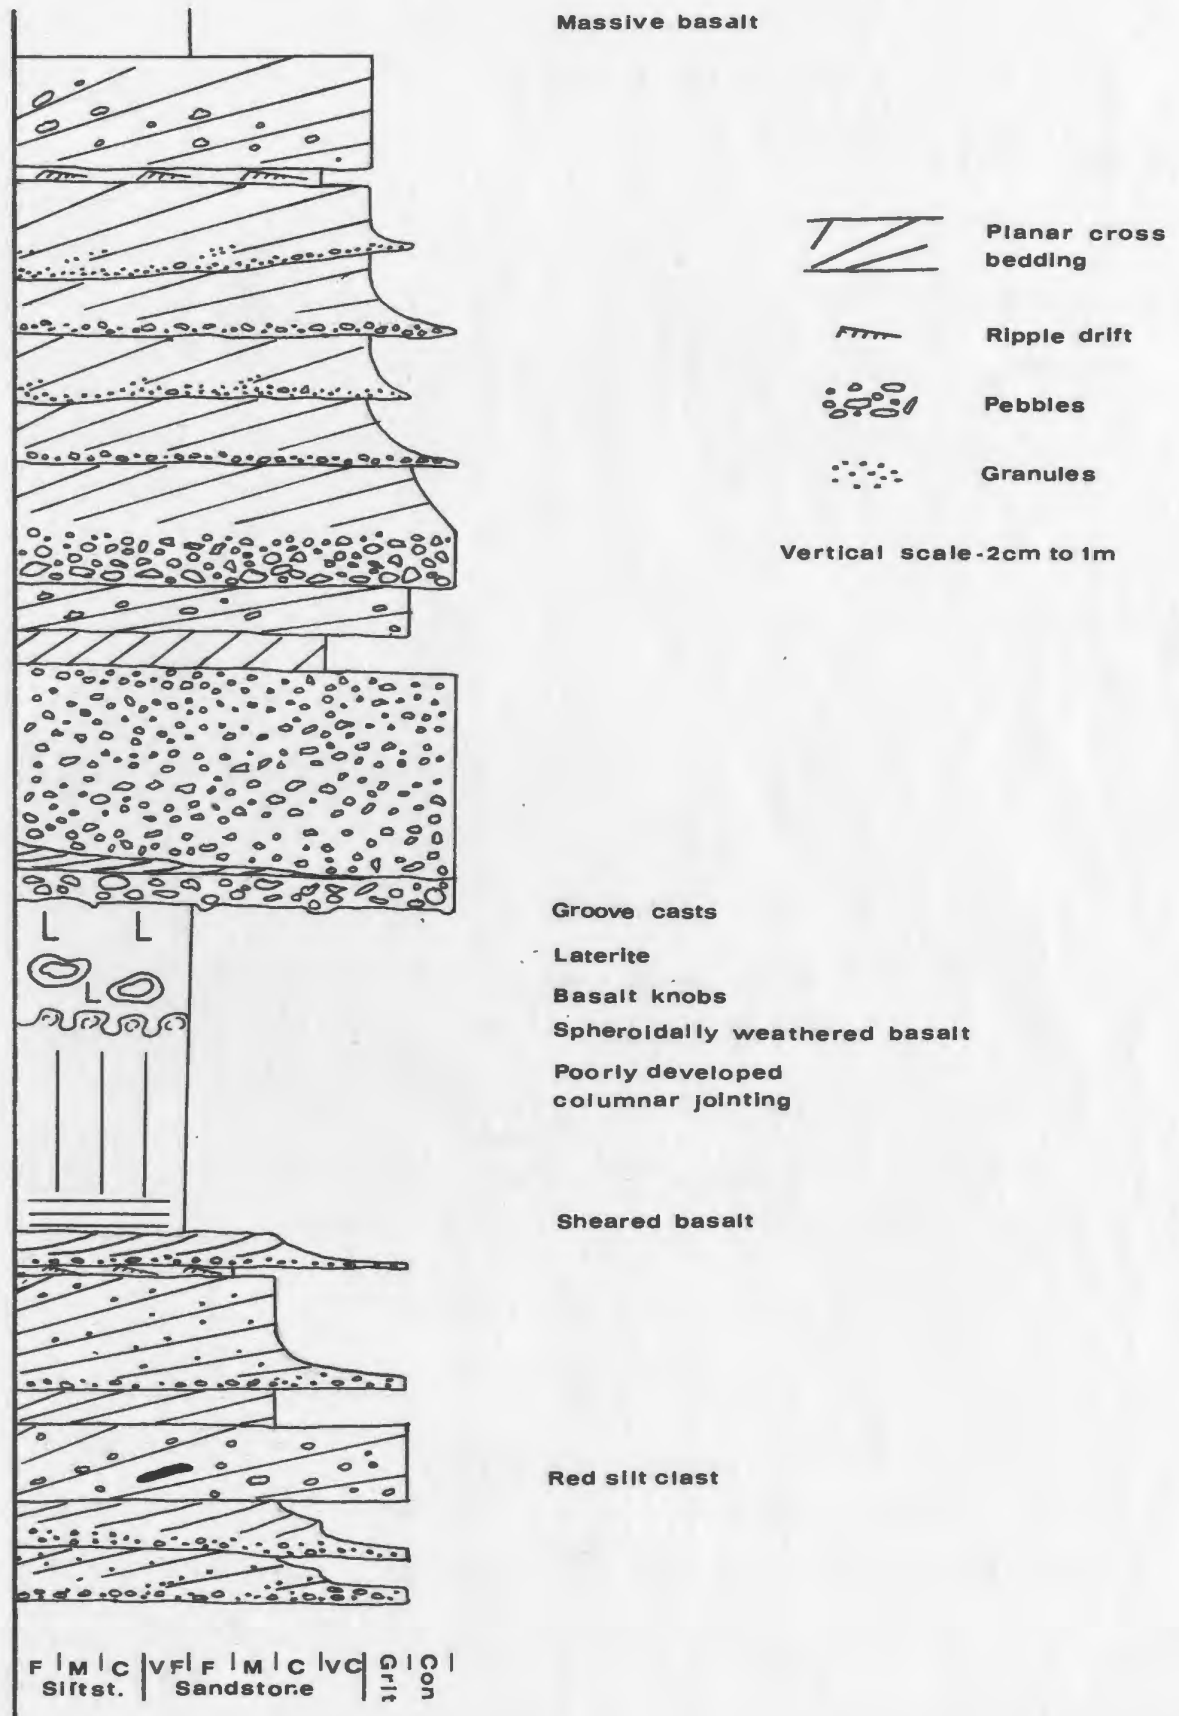 Massive basalt
Planar cross
bedding
Ripple drift
Pebbles
Granules
Vertical scale-2cm to 1m
Groove casts
L L
Laterite
L
Basalt knobs
Spheroidally weathered basalt
Poorly developed
columnar jointing
Sheared basalt
Red silt clast
F M C VF F M C VC Grit Con
Siltst. Sandstone